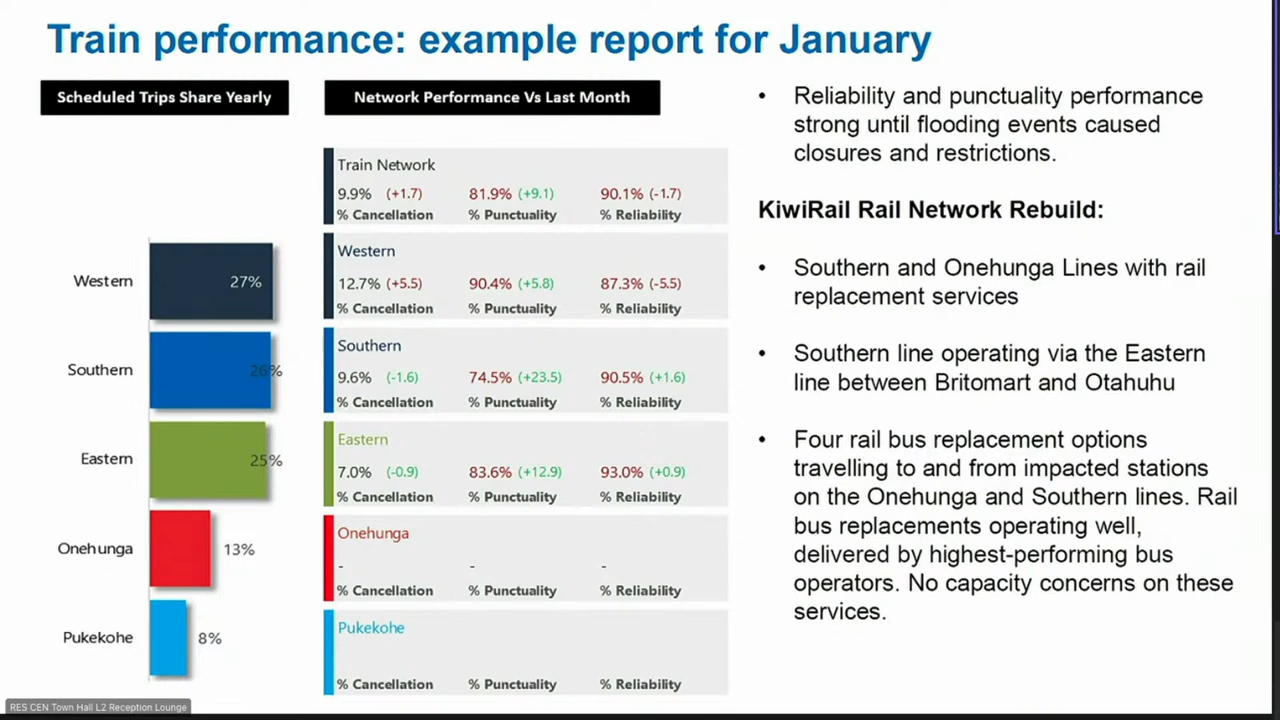 Train performance: example report for January
Scheduled Trips Share Yearly
Western 27%
Southern 26%
Eastern 25%
Onehunga 13%
Pukekohe 8%
Network Performance Vs Last Month
Train Network
9.9% (+1.7) 81.9% (+9.1) 90.1% (-1.7)
% Cancellation % Punctuality % Reliability
Western
12.7% (+5.5) 90.4% (+5.8) 87.3% (-5.5)
% Cancellation % Punctuality % Reliability
Southern
9.6% (-1.6) 74.5% (+23.5) 90.5% (+1.6)
% Cancellation % Punctuality % Reliability
Eastern
7.0% (-0.9) 83.6% (+12.9) 93.0% (+0.9)
% Cancellation % Punctuality % Reliability
Onehunga
- - -
% Cancellation % Punctuality % Reliability
Pukekohe
% Cancellation % Punctuality % Reliability
• Reliability and punctuality performance
strong until flooding events caused
closures and restrictions.
KiwiRail Rail Network Rebuild:
• Southern and Onehunga Lines with rail
replacement services
• Southern line operating via the Eastern
line between Britomart and Otahuhu
• Four rail bus replacement options
travelling to and from impacted stations
on the Onehunga and Southern lines. Rail
bus replacements operating well,
delivered by highest-performing bus
operators. No capacity concerns on these
services.
RES CEN Town Hall L2 Reception Lounge